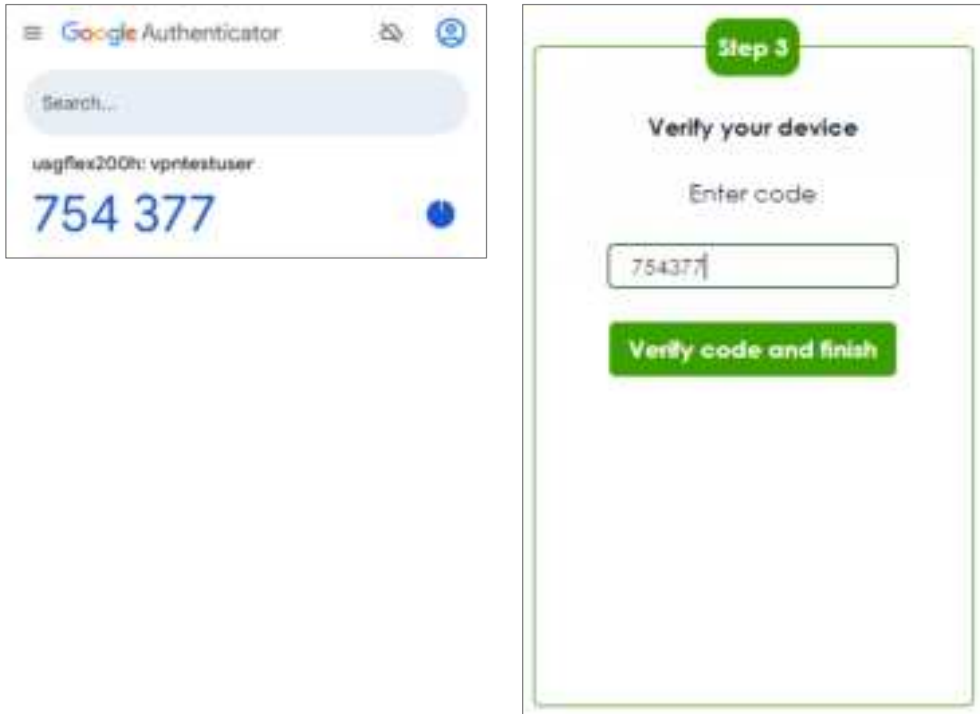 Google Authenticator
Search...
usgflex200h: vpntestuser
754 377
Step 3
Verify your device
Enter code
754377
Verify code and finish